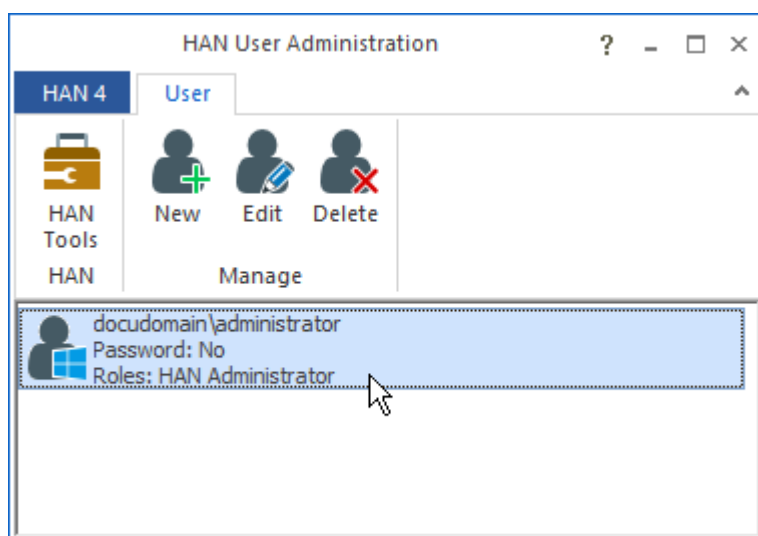 HAN User Administration
?
HAN 4 User
HAN Tools
New Edit Delete
HAN Manage
docudomain\administrator
Password: No
Roles: HAN Administrator